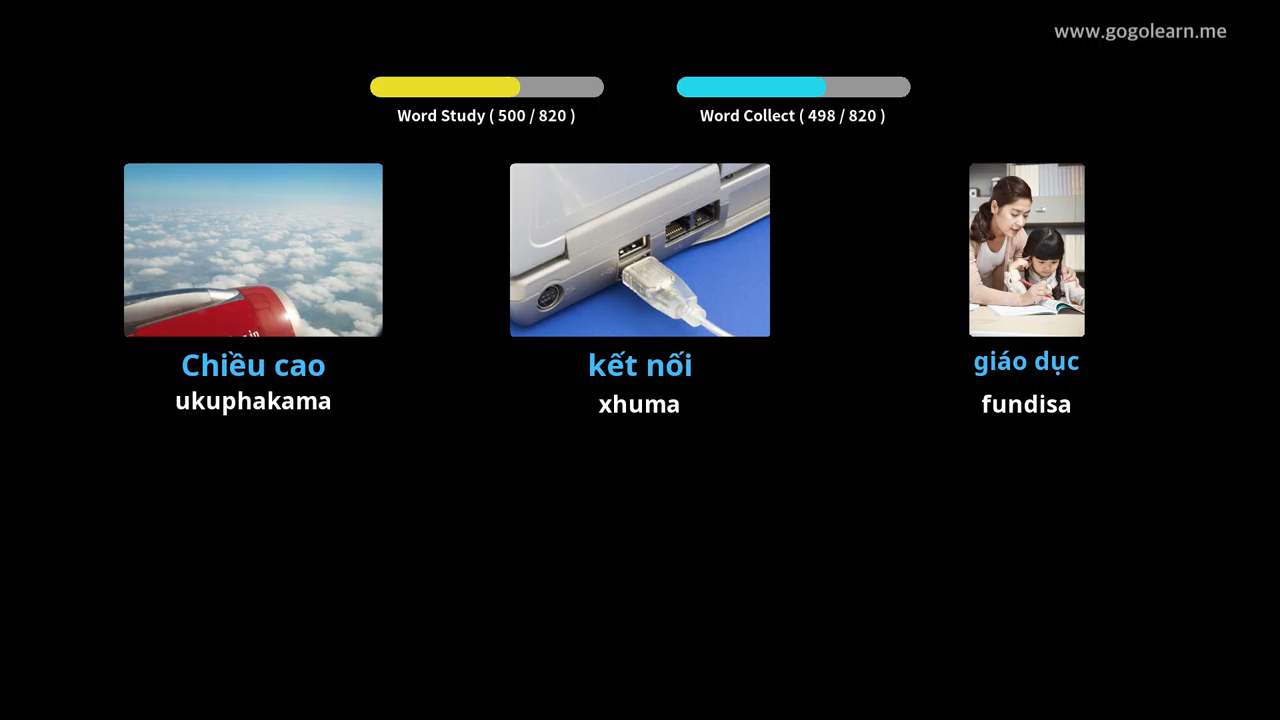 www.gogolearn.me
Word Study ( 500 / 820 )
Word Collect ( 498 / 820 )
Chiều cao
ukuphakama
kết nối
xhuma
giáo dục
fundisa